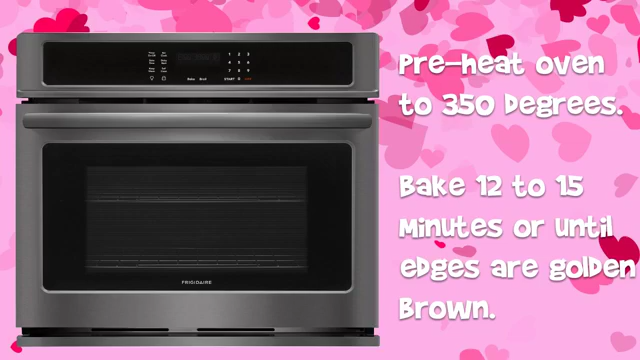 Pre-heat oven
to 350 Degrees.
Bake 12 to 15
Minutes or until
edges are golden
Brown.
FRIGIDAIRE